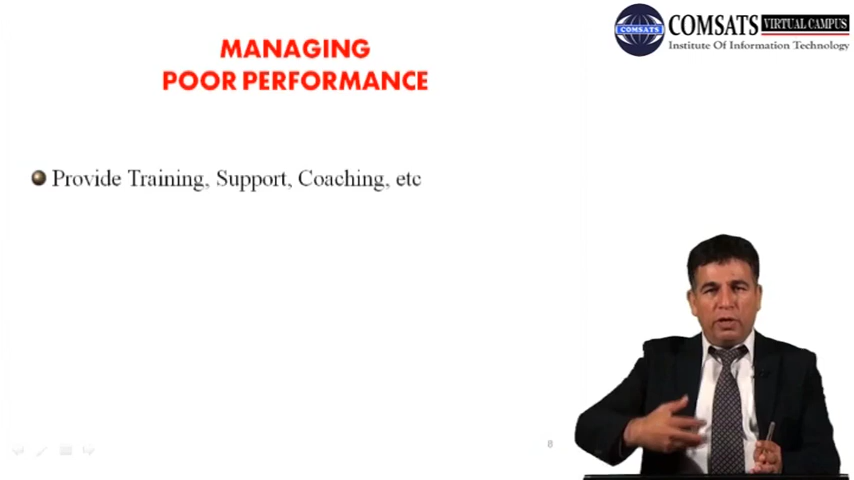 MANAGING
POOR PERFORMANCE
COMSATS
COMSATS VIRTUAL CAMPUS
Institute Of Information Technology
Provide Training, Support, Coaching, etc
8